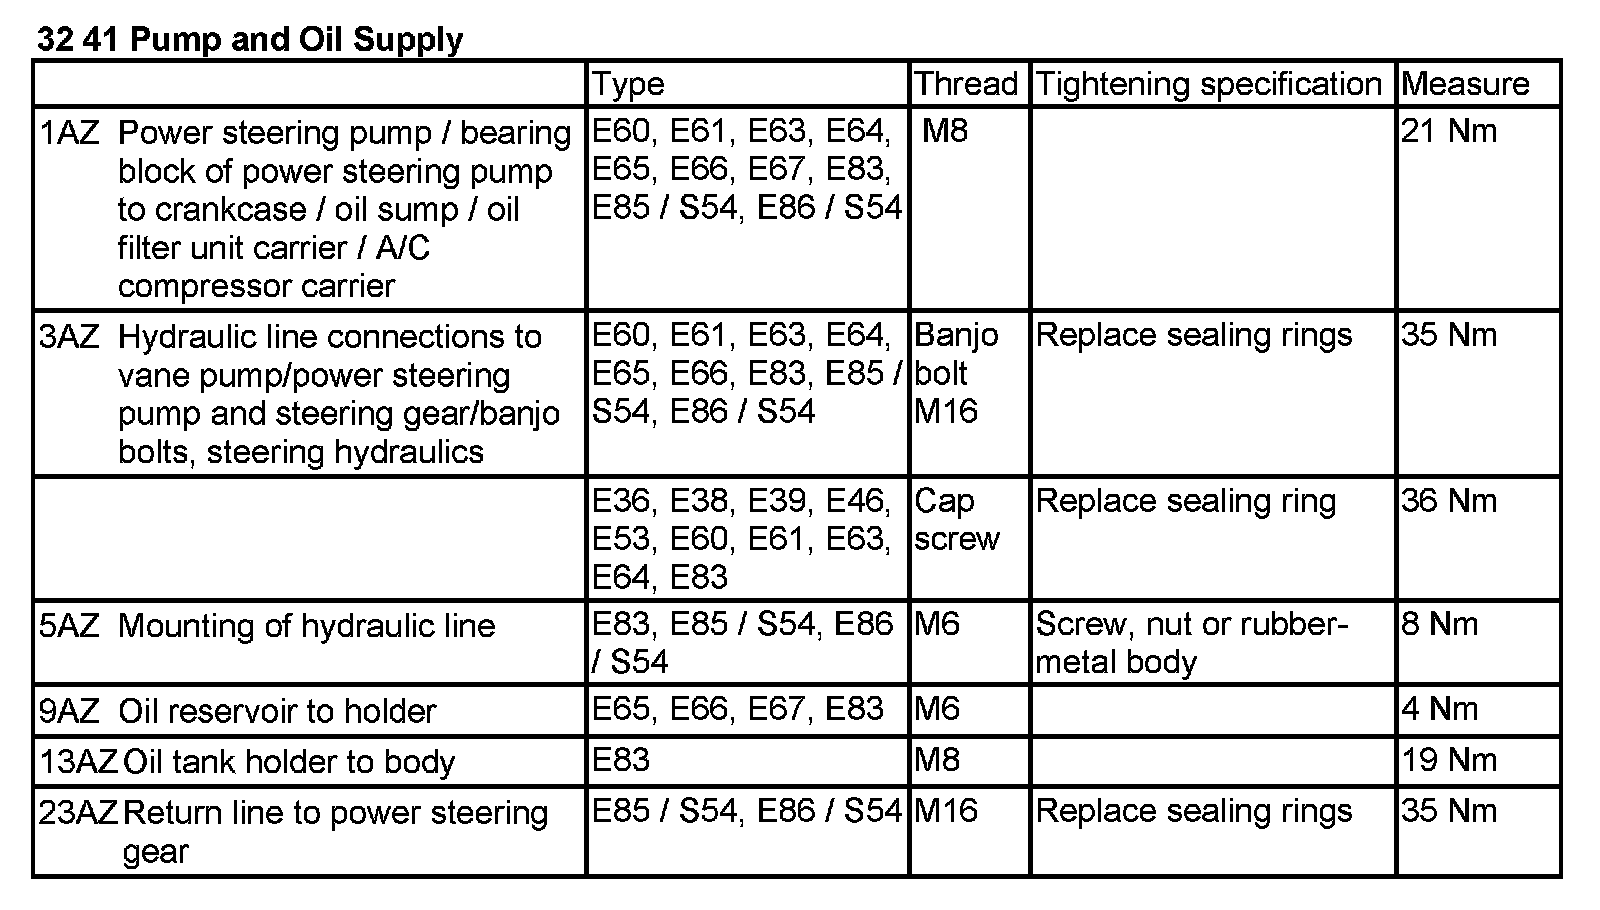 32 41 Pump and Oil Supply
Type Thread Tightening specification Measure
1AZ Power steering pump / bearing E60, E61, E63, E64, M8 21 Nm
block of power steering pump E65, E66, E67, E83,
to crankcase / oil sump / oil E85 / S54, E86 / S54
filter unit carrier / A/C
compressor carrier
3AZ Hydraulic line connections to E60, E61, E63, E64, Banjo Replace sealing rings 35 Nm
vane pump/power steering E65, E66, E83, E85 / bolt
pump and steering gear/banjo S54, E86 / S54 M16
bolts, steering hydraulics
E36, E38, E39, E46, Cap Replace sealing ring 36 Nm
E53, E60, E61, E63, screw
E64, E83
5AZ Mounting of hydraulic line E83, E85 / S54, E86 M6 Screw, nut or rubber- 8 Nm
/ S54 metal body
9AZ Oil reservoir to holder E65, E66, E67, E83 M6 4 Nm
13AZ Oil tank holder to body E83 M8 19 Nm
23AZ Return line to power steering E85 / S54, E86 / S54 M16 Replace sealing rings 35 Nm
gear